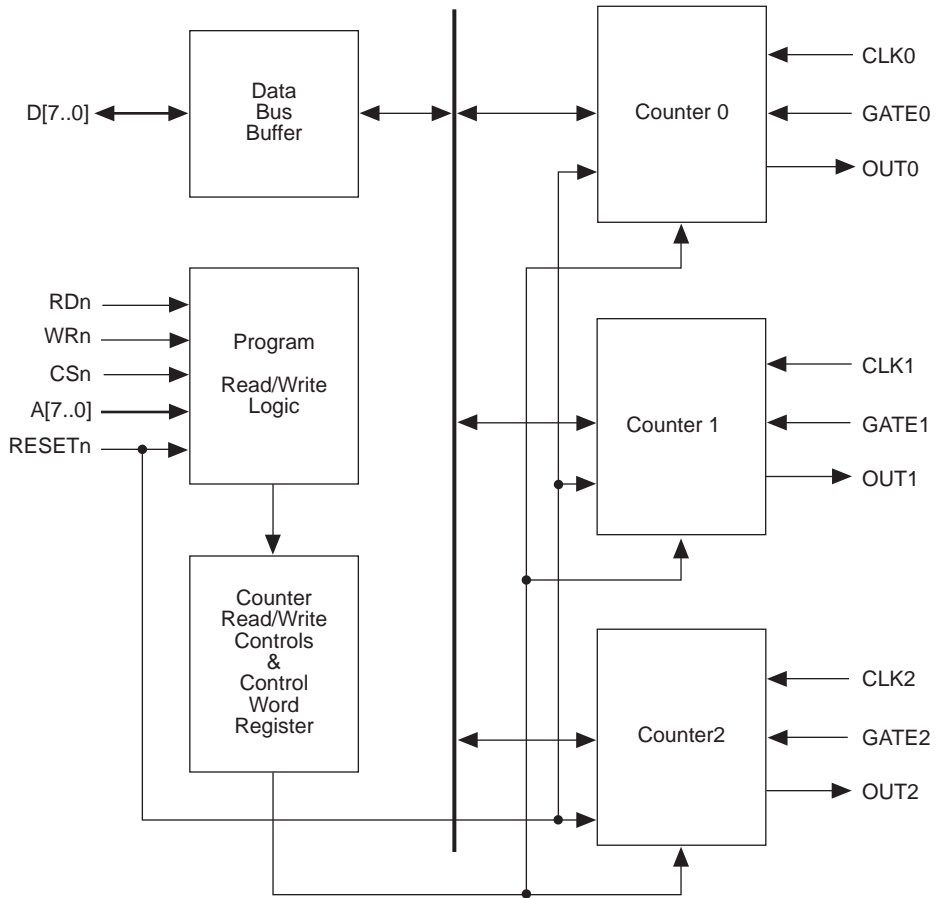 D[7..0]
Data
Bus
Buffer
RDn
WRn
CSn
A[7..0]
RESETn
Program
Read/Write
Logic
Counter
Read/Write
Controls
&
Control
Word
Register
Counter 0
CLK0
GATE0
OUT0
Counter 1
CLK1
GATE1
OUT1
Counter2
CLK2
GATE2
OUT2